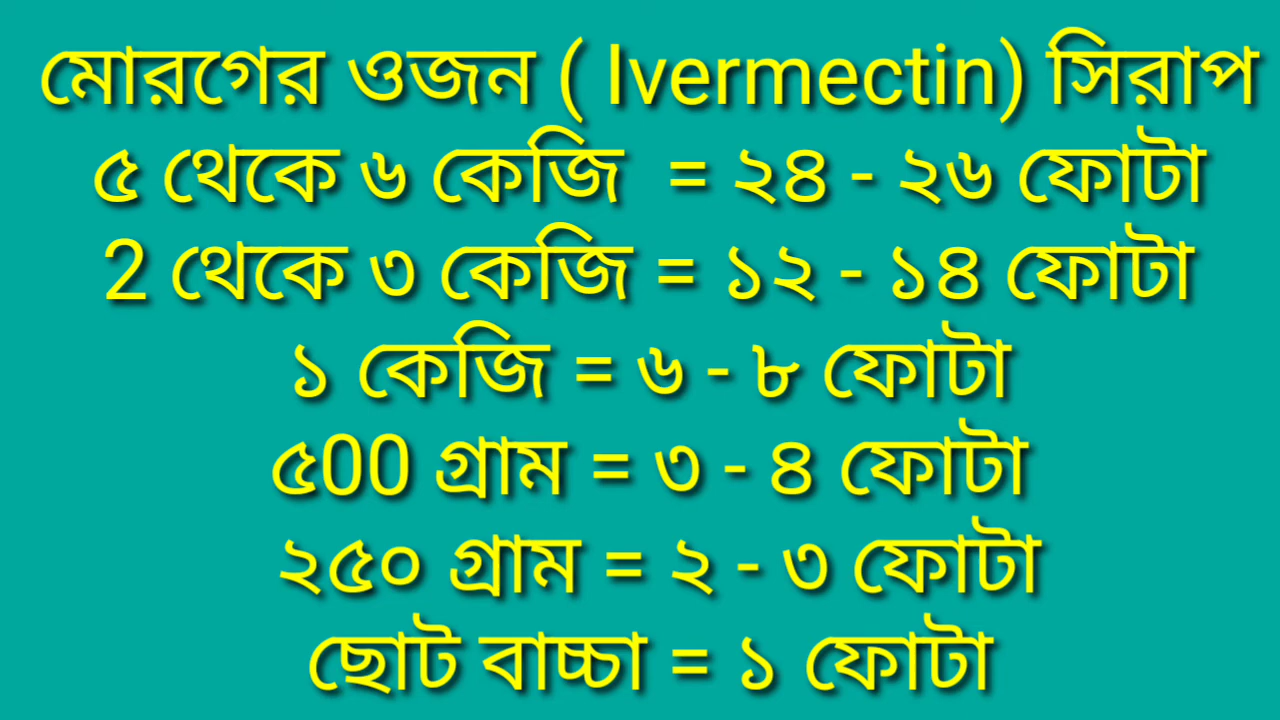 মোরগের ওজন ( Ivermectin) সিরাপ
৫ থেকে ৬ কেজি = ২৪ - ২৬ ফোটা
2 থেকে ৩ কেজি = ১২ - ১৪ ফোটা
১ কেজি = ৬ - ৮ ফোটা
৫00 গ্রাম = ৩ - ৪ ফোটা
২৫০ গ্রাম = ২ - ৩ ফোটা
ছোট বাচ্চা = ১ ফোটা